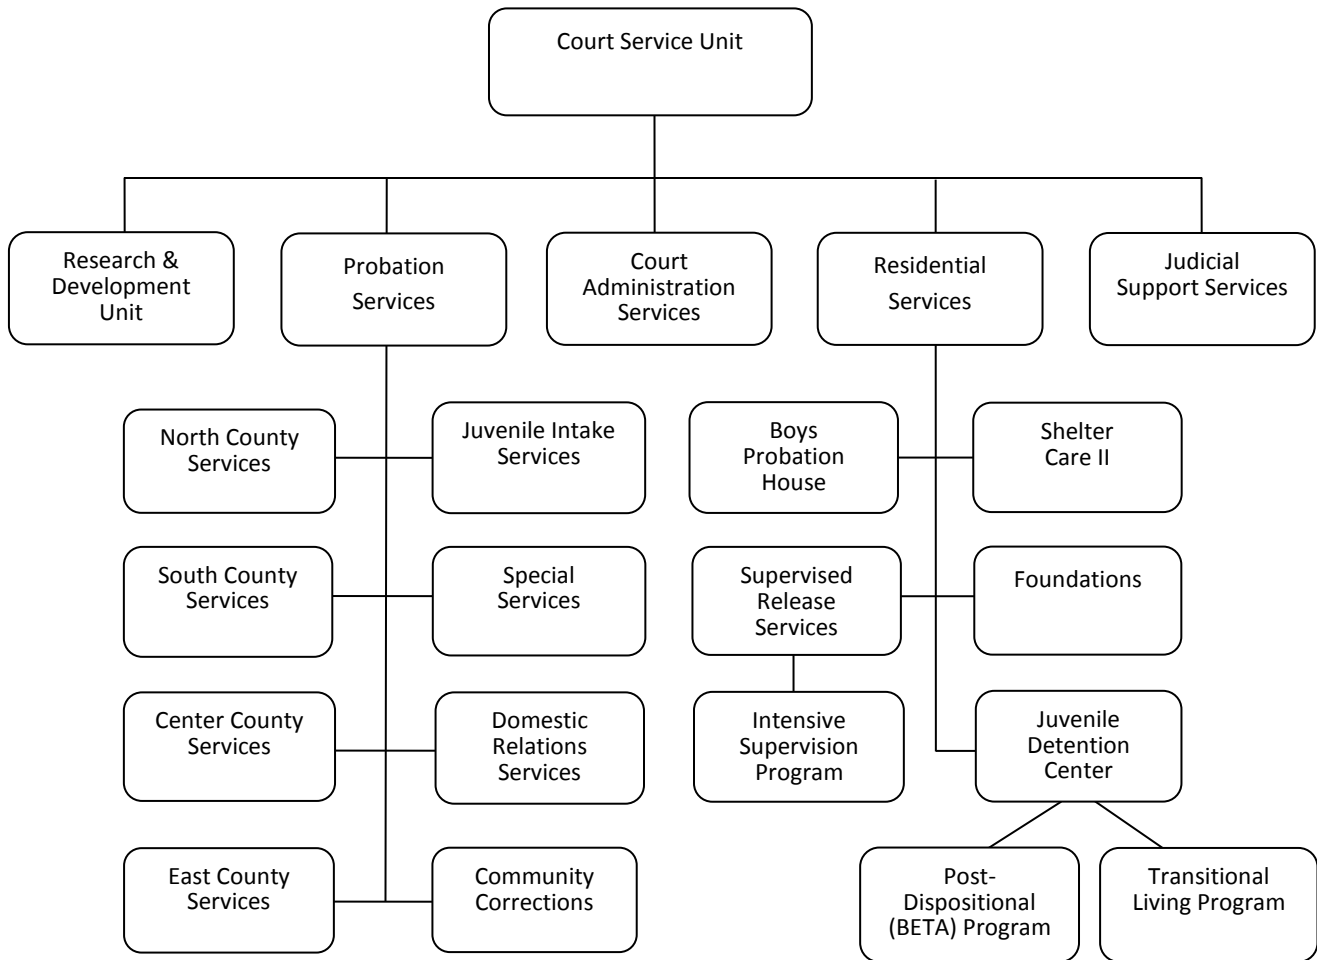 Court Service Unit
Research &
Development
Unit
Probation
Services
Court
Administration
Services
Residential
Services
Judicial
Support Services
North County
Services
Juvenile Intake
Services
Boys
Probation
House
Shelter
Care II
South County
Services
Special
Services
Supervised
Release
Services
Foundations
Center County
Services
Domestic
Relations
Services
Intensive
Supervision
Program
Juvenile
Detention
Center
East County
Services
Community
Corrections
Post-
Dispositional
(BETA) Program
Transitional
Living Program